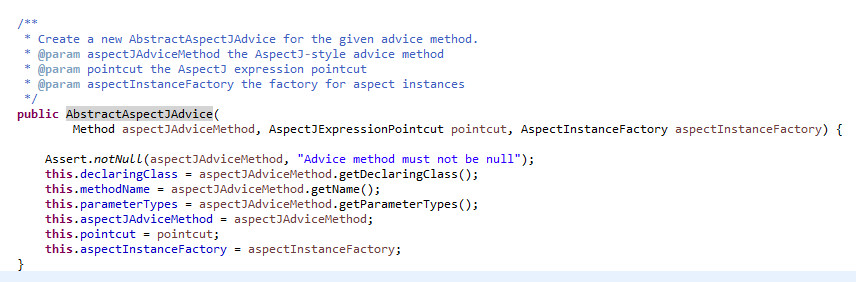 /**
 * Create a new AbstractAspectJAdvice for the given advice method.
 * @param aspectJAdviceMethod the AspectJ-style advice method
 * @param pointcut the AspectJ expression pointcut
 * @param aspectInstanceFactory the factory for aspect instances
 */
public AbstractAspectJAdvice(
        Method aspectJAdviceMethod, AspectJExpressionPointcut pointcut, AspectInstanceFactory aspectInstanceFactory) {

    Assert.notNull(aspectJAdviceMethod, "Advice method must not be null");
    this.declaringClass = aspectJAdviceMethod.getDeclaringClass();
    this.methodName = aspectJAdviceMethod.getName();
    this.parameterTypes = aspectJAdviceMethod.getParameterTypes();
    this.aspectJAdviceMethod = aspectJAdviceMethod;
    this.pointcut = pointcut;
    this.aspectInstanceFactory = aspectInstanceFactory;
}